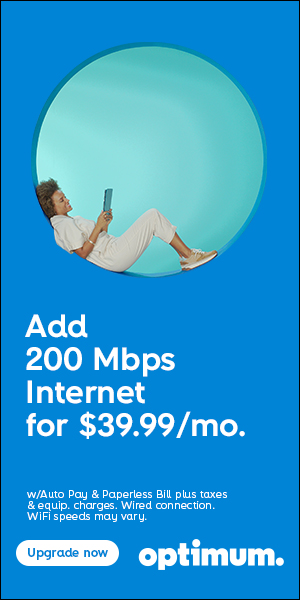 Add
200 Mbps
Internet
for $39.99/mo.
w/Auto Pay & Paperless Bill plus taxes
& equip. charges. Wired connection.
WiFi speeds may vary.
Upgrade now
optimum.